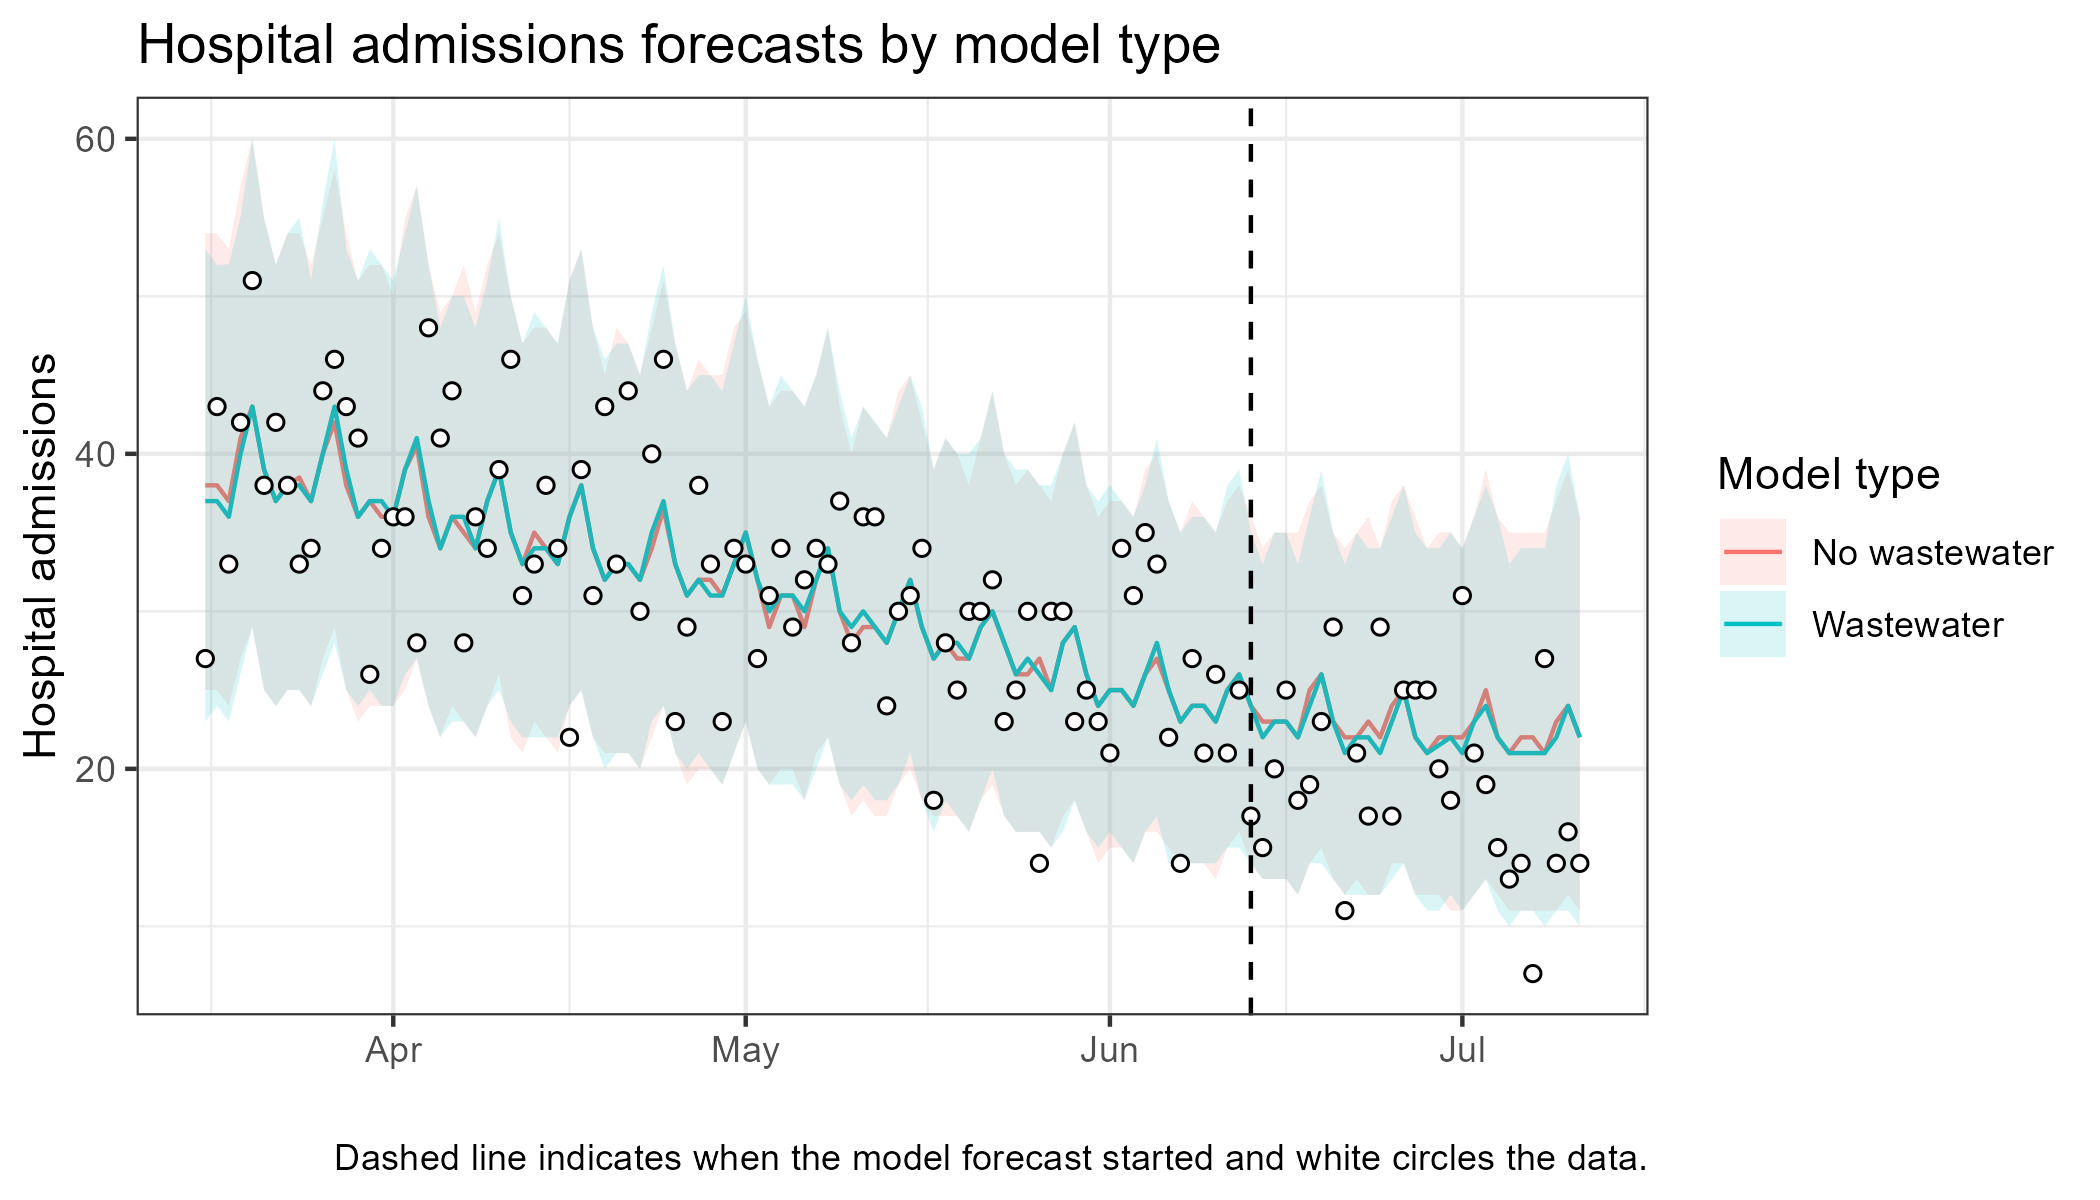 Hospital admissions forecasts by model type
Hospital admissions
60
40
20
Apr
May
Jun
Jul
Model type
No wastewater
Wastewater
Dashed line indicates when the model forecast started and white circles the data.